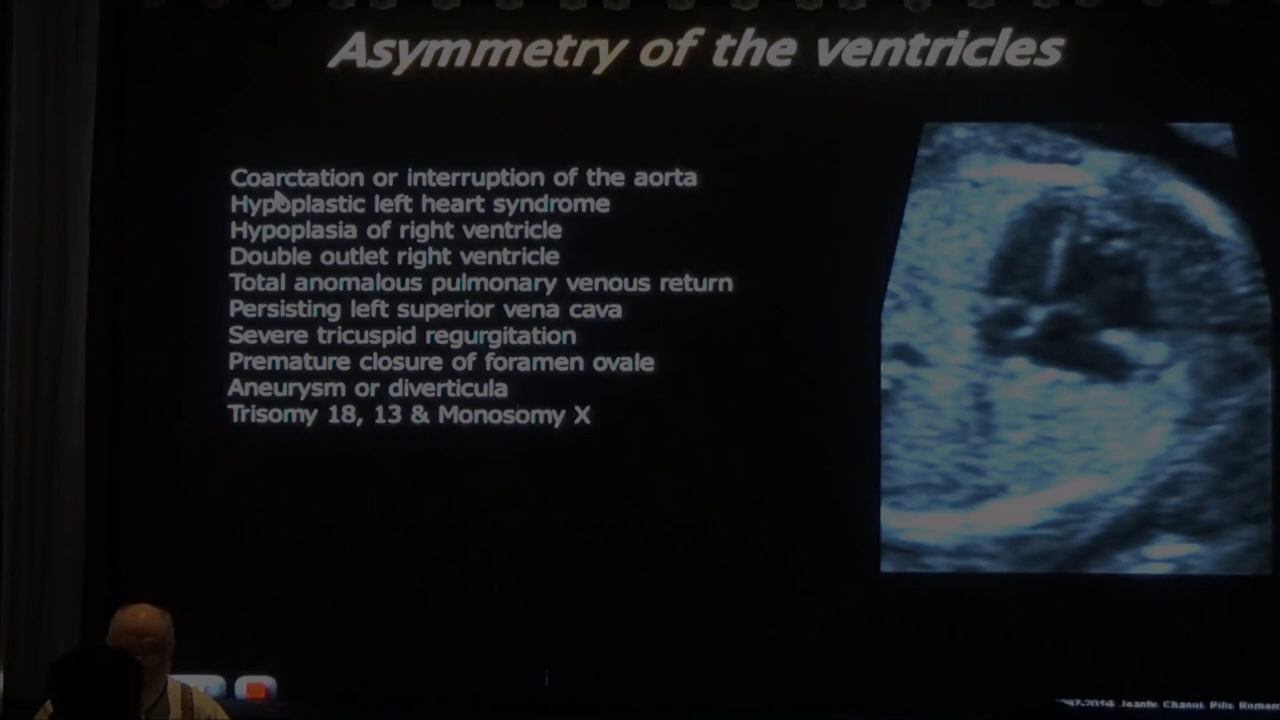 Asymmetry of the ventricles
Coarctation or interruption of the aorta
Hypoplastic left heart syndrome
Hypoplasia of right ventricle
Double outlet right ventricle
Total anomalous pulmonary venous return
Persisting left superior vena cava
Severe tricuspid regurgitation
Premature closure of foramen ovale
Aneurysm or diverticula
Trisomy 18, 13 & Monosomy X